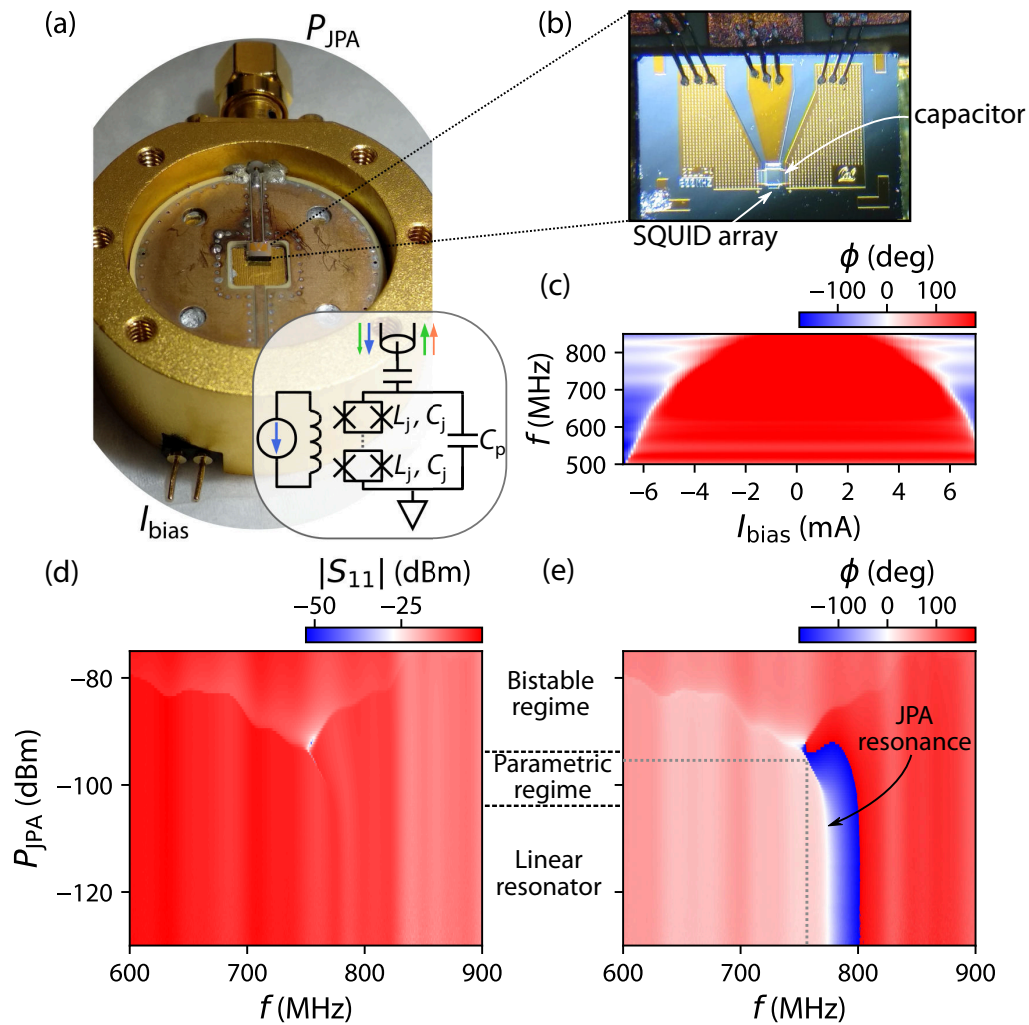 (a)
P_JPA
(b)
capacitor
SQUID array
(c)
ϕ (deg)
−100 0 100
f (MHz)
800
700
600
500
−6 −4 −2 0 2 4 6
I_bias (mA)
L_j, C_j
L_j, C_j
C_p
I_bias
(d)
|S_11| (dBm)
−50 −25
P_JPA (dBm)
−80
−100
−120
600 700 800 900
f (MHz)
Bistable
regime
Parametric
regime
Linear
resonator
(e)
ϕ (deg)
−100 0 100
JPA
resonance
600 700 800 900
f (MHz)